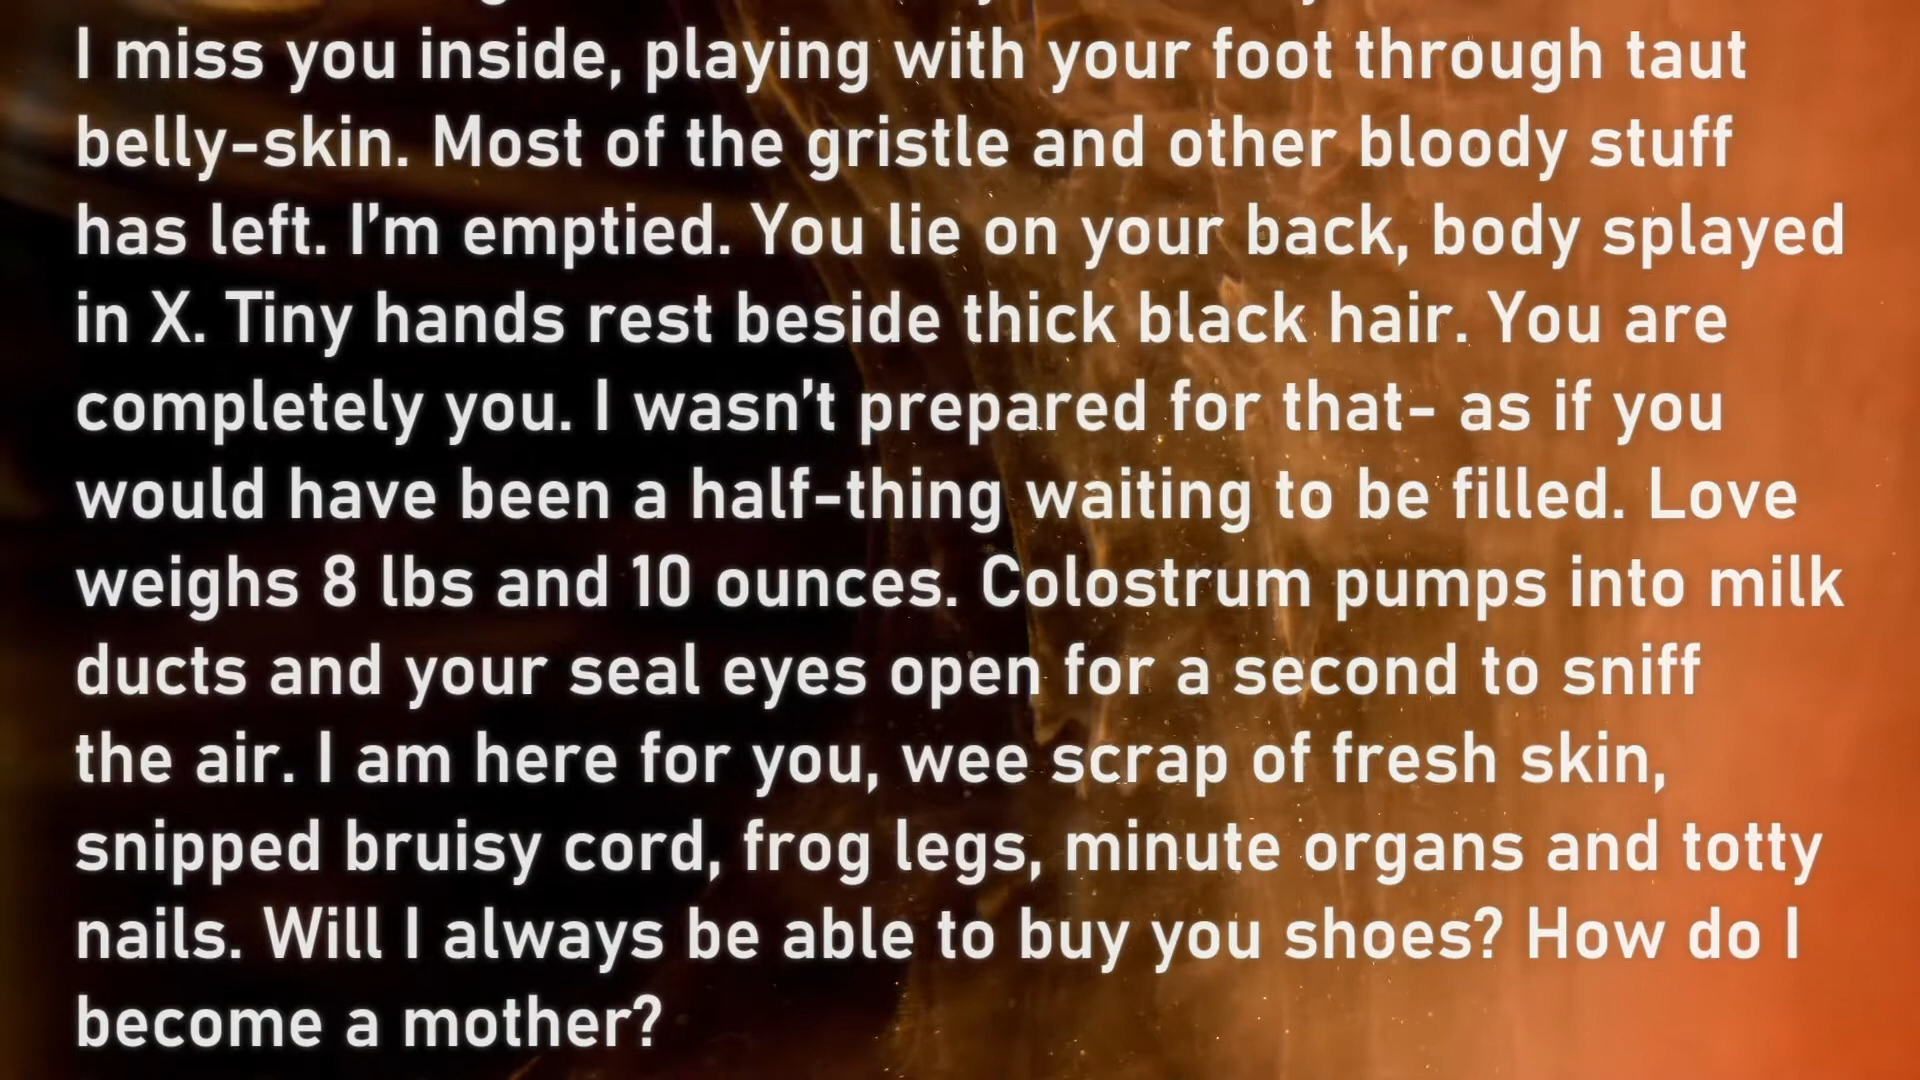 I miss you inside, playing with your foot through taut
belly-skin. Most of the gristle and other bloody stuff
has left. I’m emptied. You lie on your back, body splayed
in X. Tiny hands rest beside thick black hair. You are
completely you. I wasn’t prepared for that- as if you
would have been a half-thing waiting to be filled. Love
weighs 8 lbs and 10 ounces. Colostrum pumps into milk
ducts and your seal eyes open for a second to sniff
the air. I am here for you, wee scrap of fresh skin,
snipped bruisy cord, frog legs, minute organs and totty
nails. Will I always be able to buy you shoes? How do I
become a mother?